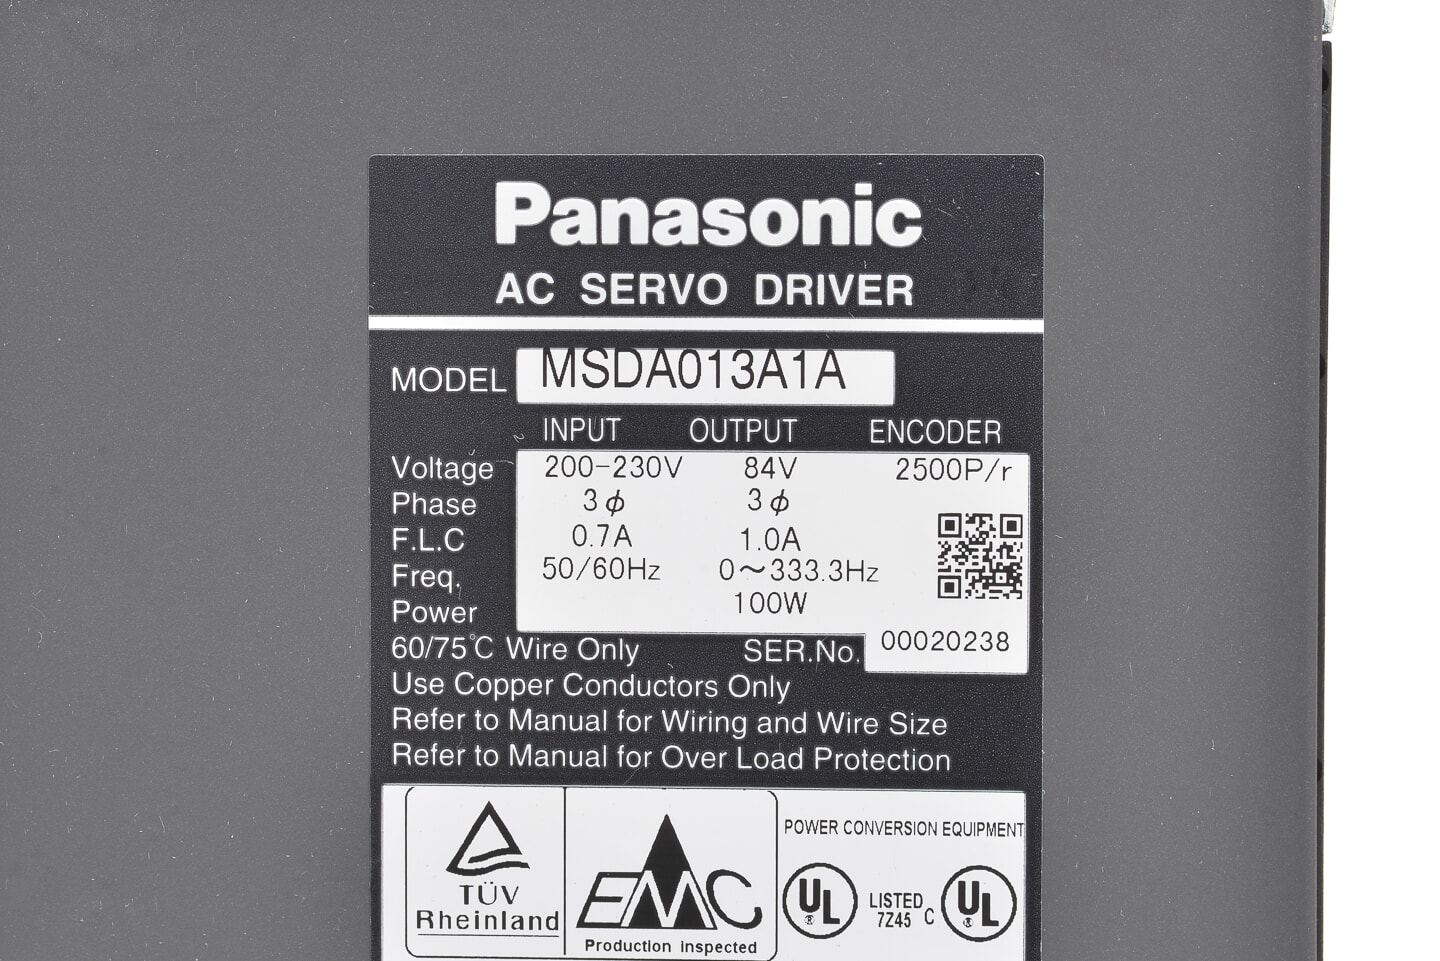 Panasonic
AC SERVO DRIVER
MODEL MSDA013A1A
INPUT OUTPUT ENCODER
Voltage 200-230V 84V 2500P/r
Phase 3ϕ 3ϕ
F.L.C 0.7A 1.0A
Freq. 50/60Hz 0～333.3Hz
Power 100W
60/75°C Wire Only SER.No. 00020238
Use Copper Conductors Only
Refer to Manual for Wiring and Wire Size
Refer to Manual for Over Load Protection
POWER CONVERSION EQUIPMENT
TÜV
Rheinland
EMC
Production inspected
UL ® LISTED 7Z45 C UL ®